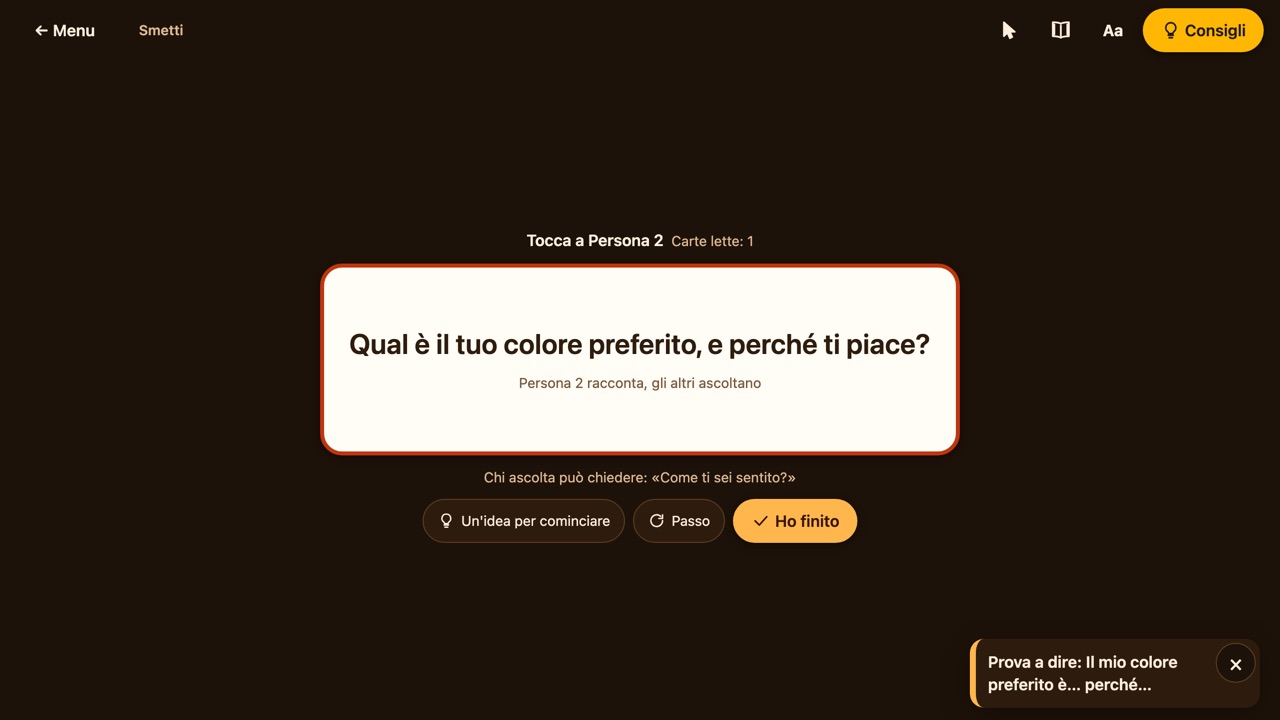 Menu
Smetti
Aa
Consigli
Tocca a Persona 2 Carte lette: 1
Qual è il tuo colore preferito, e perché ti piace?
Persona 2 racconta, gli altri ascoltano
Chi ascolta può chiedere: «Come ti sei sentito?»
Un'idea per cominciare
Passo
Ho finito
Prova a dire: Il mio colore
preferito è... perché...